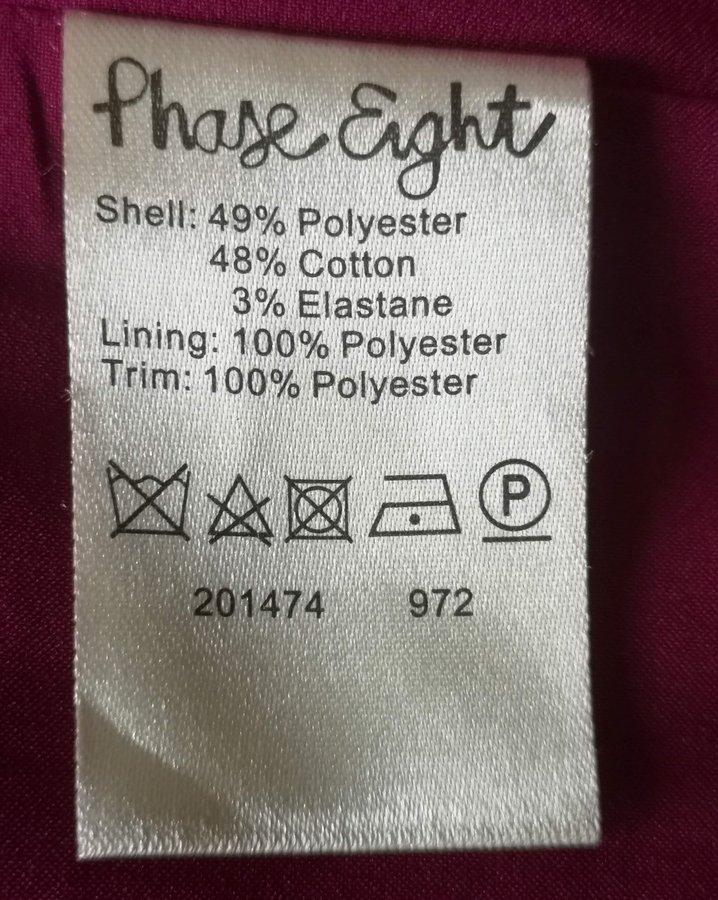 Phase Eight
Shell: 49% Polyester
48% Cotton
3% Elastane
Lining: 100% Polyester
Trim: 100% Polyester
P
201474 972